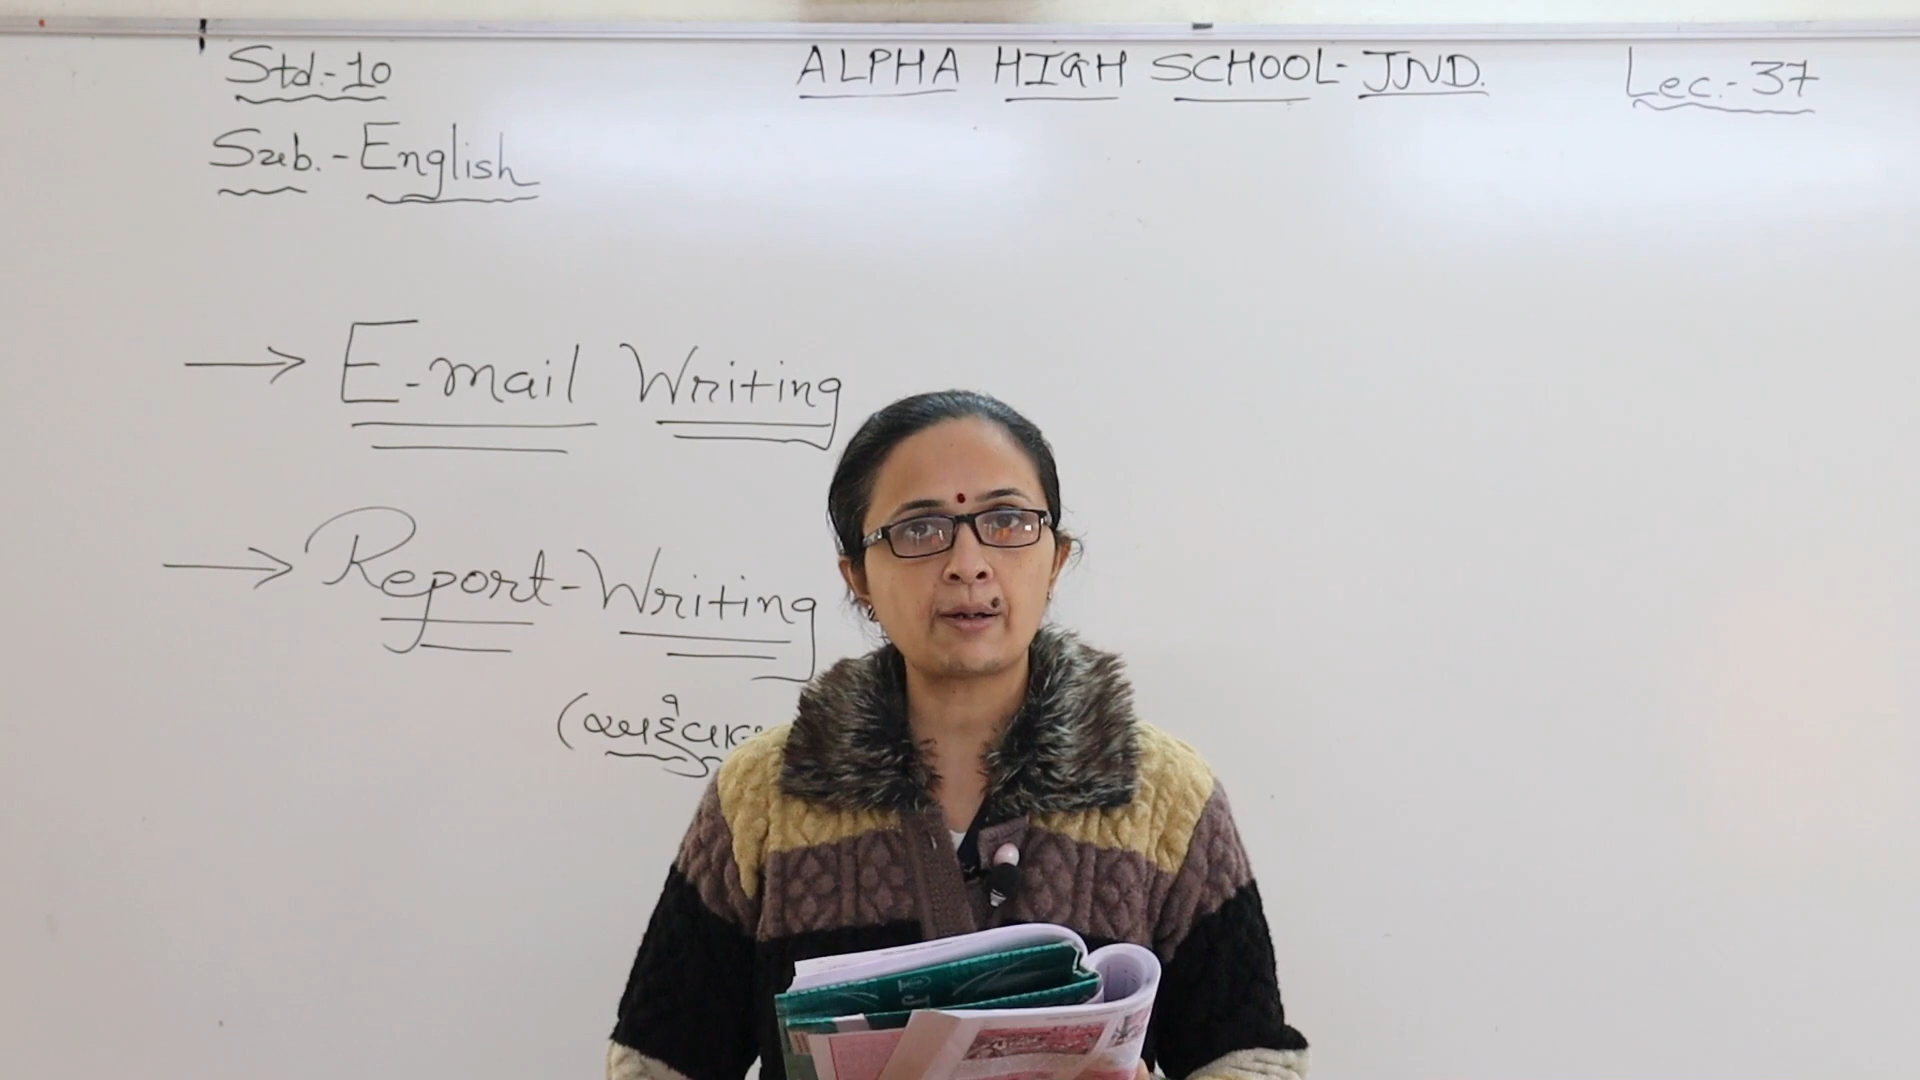 Std.-10
ALPHA HIGH SCHOOL-JND.
Lec.-37
Sub.-English
→ E-mail Writing
→ Report-Writing